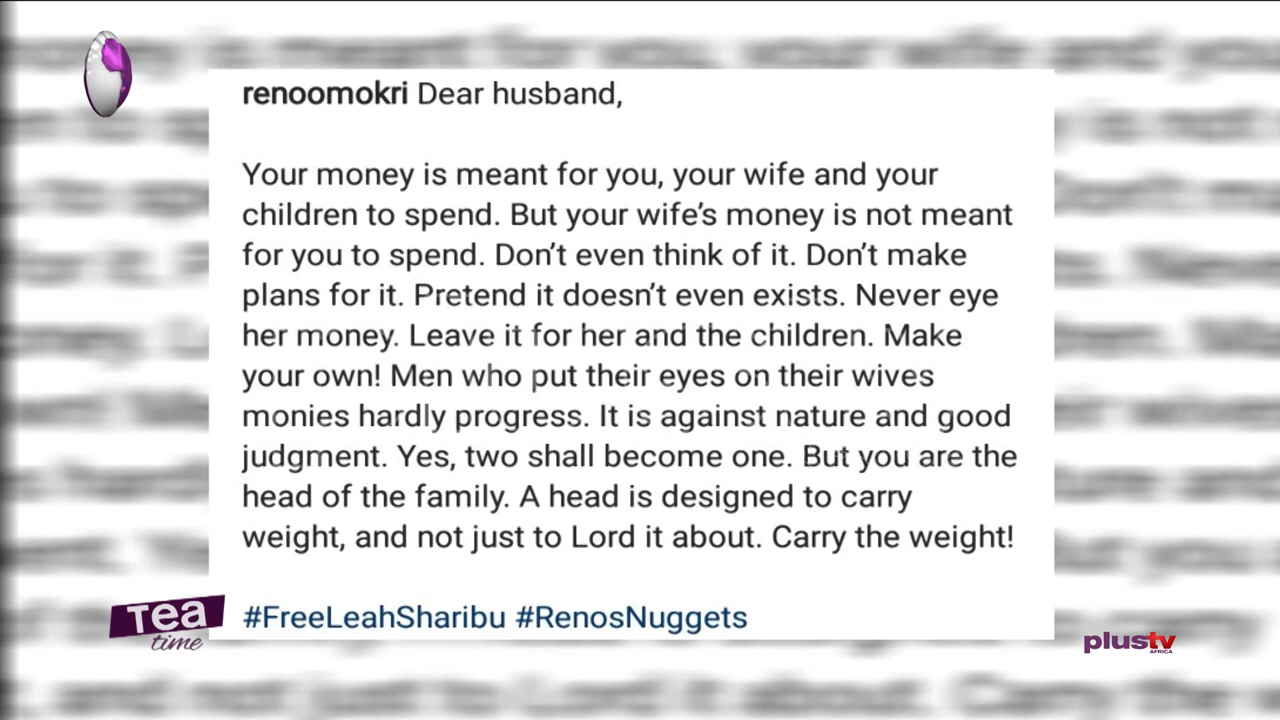 renoomokri Dear husband,
Your money is meant for you, your wife and your
children to spend. But your wife’s money is not meant
for you to spend. Don’t even think of it. Don’t make
plans for it. Pretend it doesn’t even exists. Never eye
her money. Leave it for her and the children. Make
your own! Men who put their eyes on their wives
monies hardly progress. It is against nature and good
judgment. Yes, two shall become one. But you are the
head of the family. A head is designed to carry
weight, and not just to Lord it about. Carry the weight!
#FreeLeahSharibu #RenosNuggets
Tea
time
plustv
AFRICA